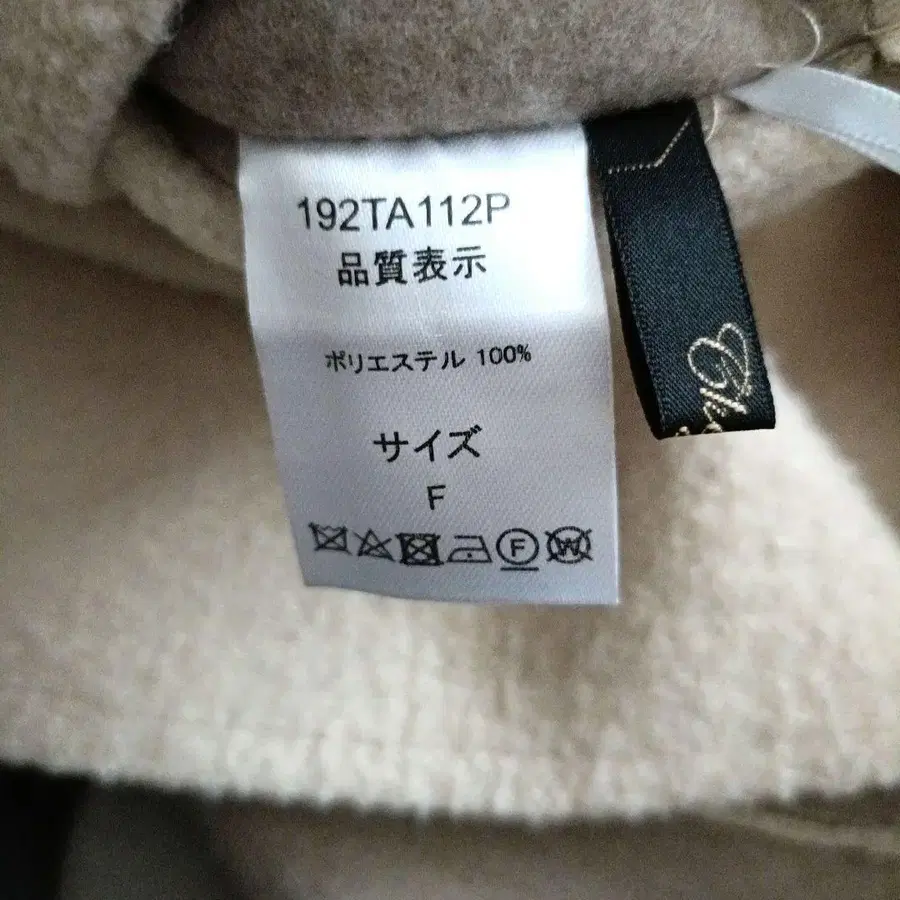 192TA112P
品質表示
ポリエステル 100%
サイズ
F
F W